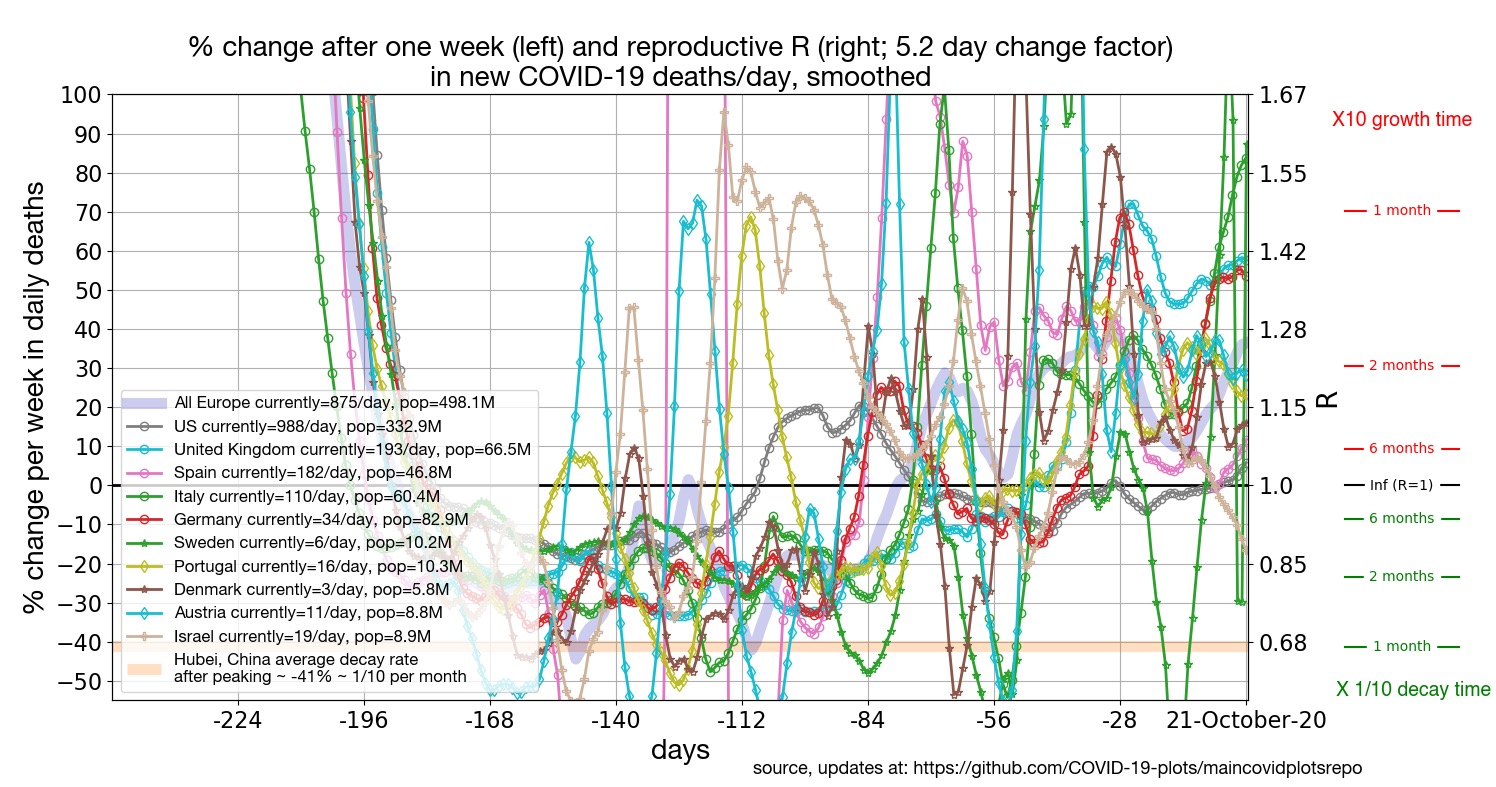 % change after one week (left) and reproductive R (right; 5.2 day change factor)
in new COVID-19 deaths/day, smoothed
% change per week in daily deaths
100
90
80
70
60
50
40
30
20
10
0
−10
−20
−30
−40
−50
All Europe currently=875/day, pop=498.1M
US currently=988/day, pop=332.9M
United Kingdom currently=193/day, pop=66.5M
Spain currently=182/day, pop=46.8M
Italy currently=110/day, pop=60.4M
Germany currently=34/day, pop=82.9M
Sweden currently=6/day, pop=10.2M
Portugal currently=16/day, pop=10.3M
Denmark currently=3/day, pop=5.8M
Austria currently=11/day, pop=8.8M
Israel currently=19/day, pop=8.9M
Hubei, China average decay rate
after peaking ~ -41% ~ 1/10 per month
1.67
1.55
1.42
1.28
1.15
1.0
0.85
0.68
R
X10 growth time
1 month
2 months
6 months
Inf (R=1)
6 months
2 months
1 month
X 1/10 decay time
-224 -196 -168 -140 -112 -84 -56 -28 21-October-20
days
source, updates at: https://github.com/COVID-19-plots/maincovidplotsrepo